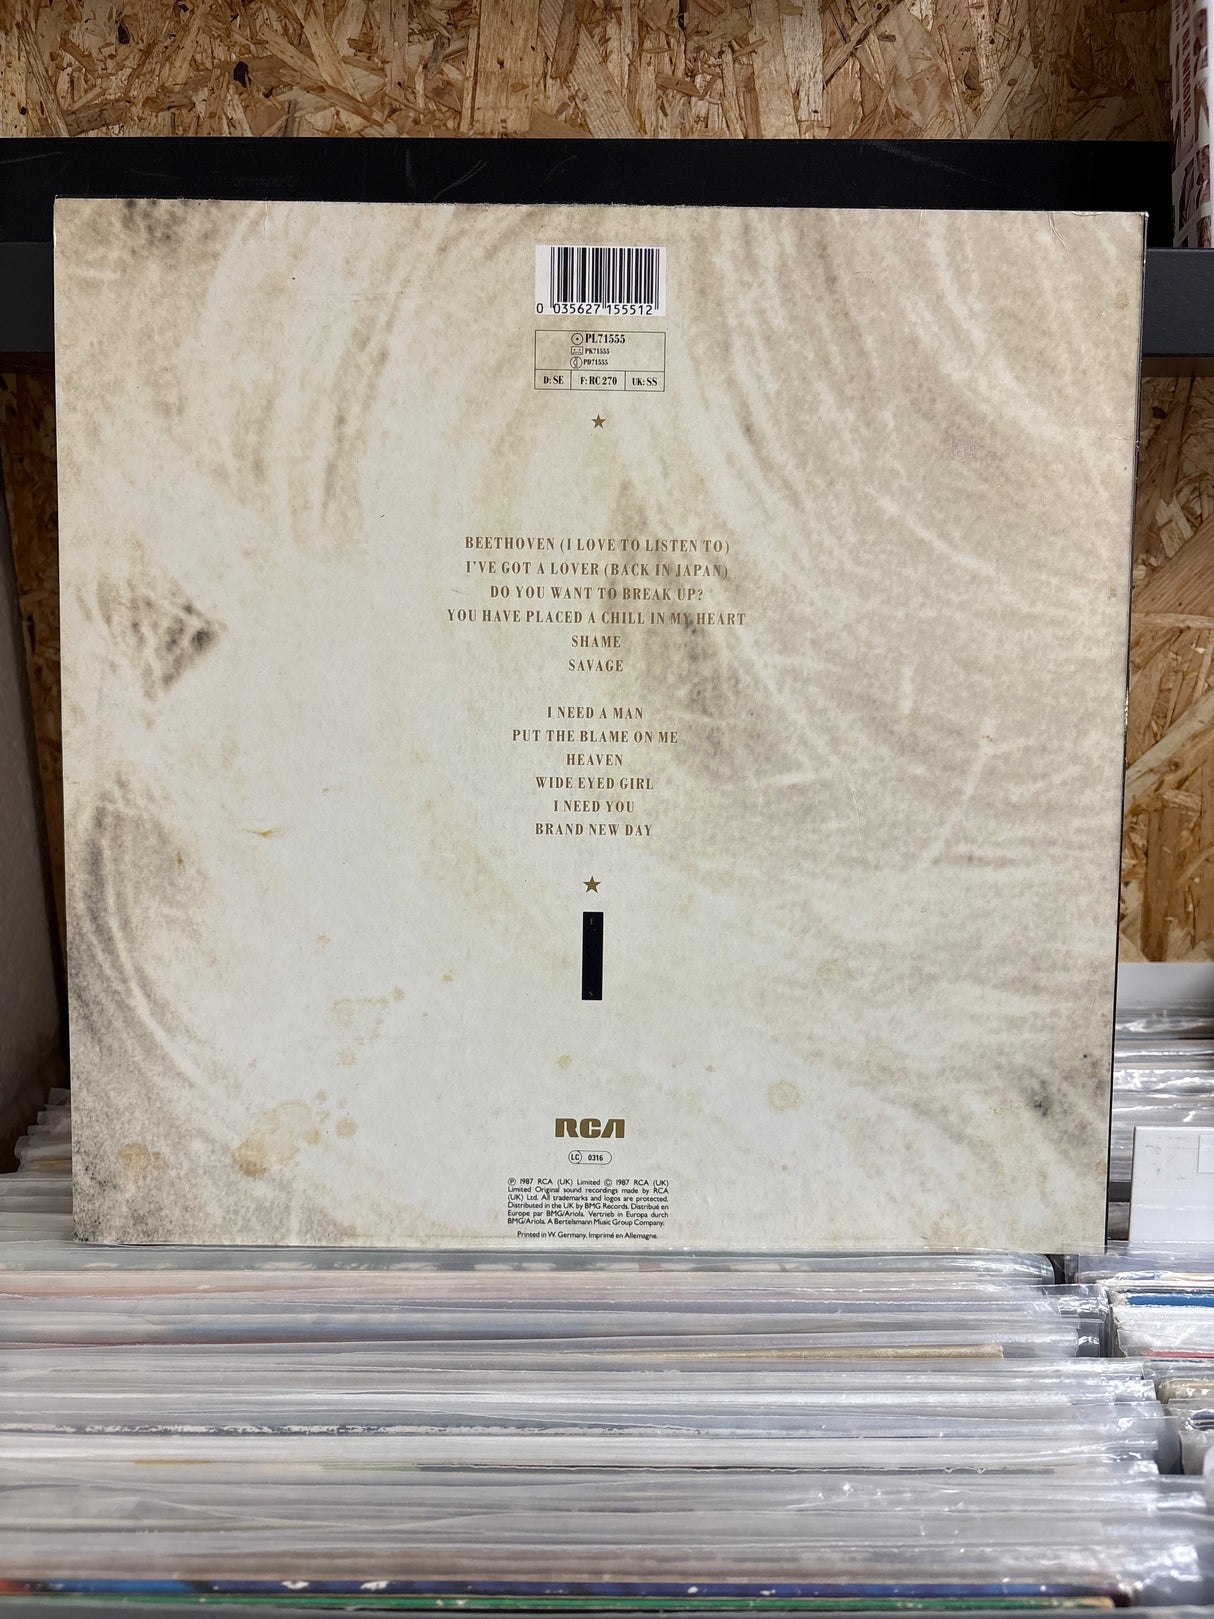 0 035627 155512
PL71555
PK71555
PD71555
D: SE F: RC 270 UK: SS
BEETHOVEN (I LOVE TO LISTEN TO)
I'VE GOT A LOVER (BACK IN JAPAN)
DO YOU WANT TO BREAK UP?
YOU HAVE PLACED A CHILL IN MY HEART
SHAME
SAVAGE
I NEED A MAN
PUT THE BLAME ON ME
HEAVEN
WIDE EYED GIRL
I NEED YOU
BRAND NEW DAY
E
RCA
LC 0316
℗ 1987 RCA (UK) Limited © 1987 RCA (UK)
Limited Original sound recordings made by RCA
(UK) Ltd. All trademarks and logos are protected.
Distributed in the UK by BMG Records. Distribué en
Europe par BMG/Ariola. Vertrieb in Europa durch
BMG/Ariola. A Bertelsmann Music Group Company.
Printed in W. Germany. Imprimé en Allemagne.